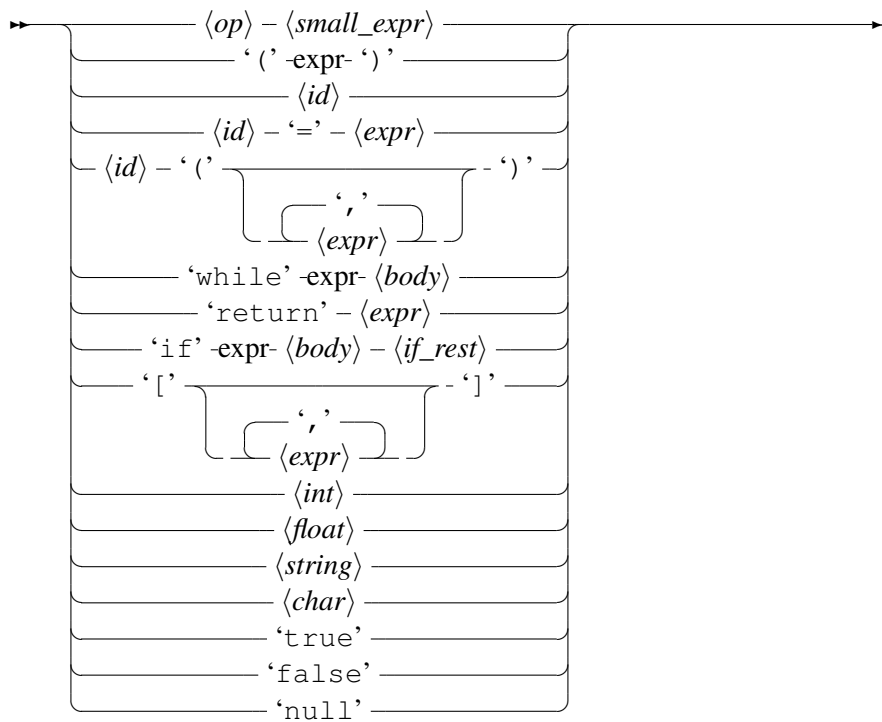 ⟨op⟩ ⟨small_expr⟩
‘(’ expr ‘)’
⟨id⟩
⟨id⟩ ‘=’ ⟨expr⟩
⟨id⟩ ‘(’ ‘)’
‘,’
⟨expr⟩
‘while’ expr ⟨body⟩
‘return’ ⟨expr⟩
‘if’ expr ⟨body⟩ ⟨if_rest⟩
‘[’ ‘]’
‘,’
⟨expr⟩
⟨int⟩
⟨float⟩
⟨string⟩
⟨char⟩
‘true’
‘false’
‘null’